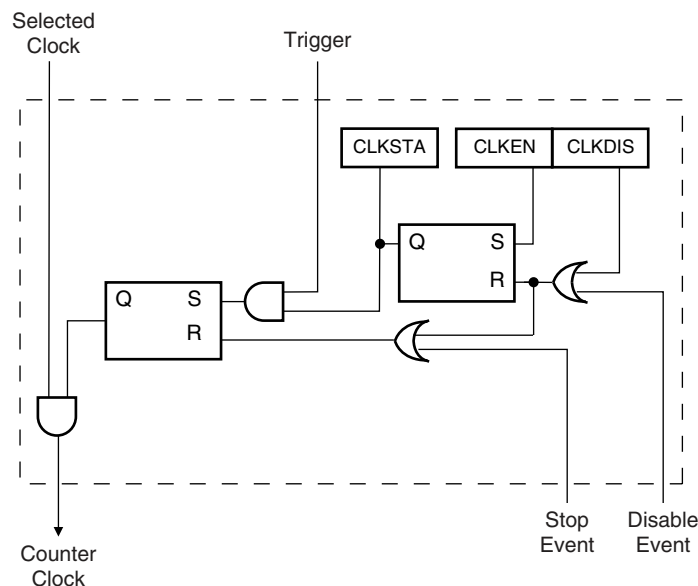 Selected
Clock
Trigger
CLKSTA
CLKEN
CLKDIS
Q
S
R
Q
S
R
Counter
Clock
Stop
Event
Disable
Event